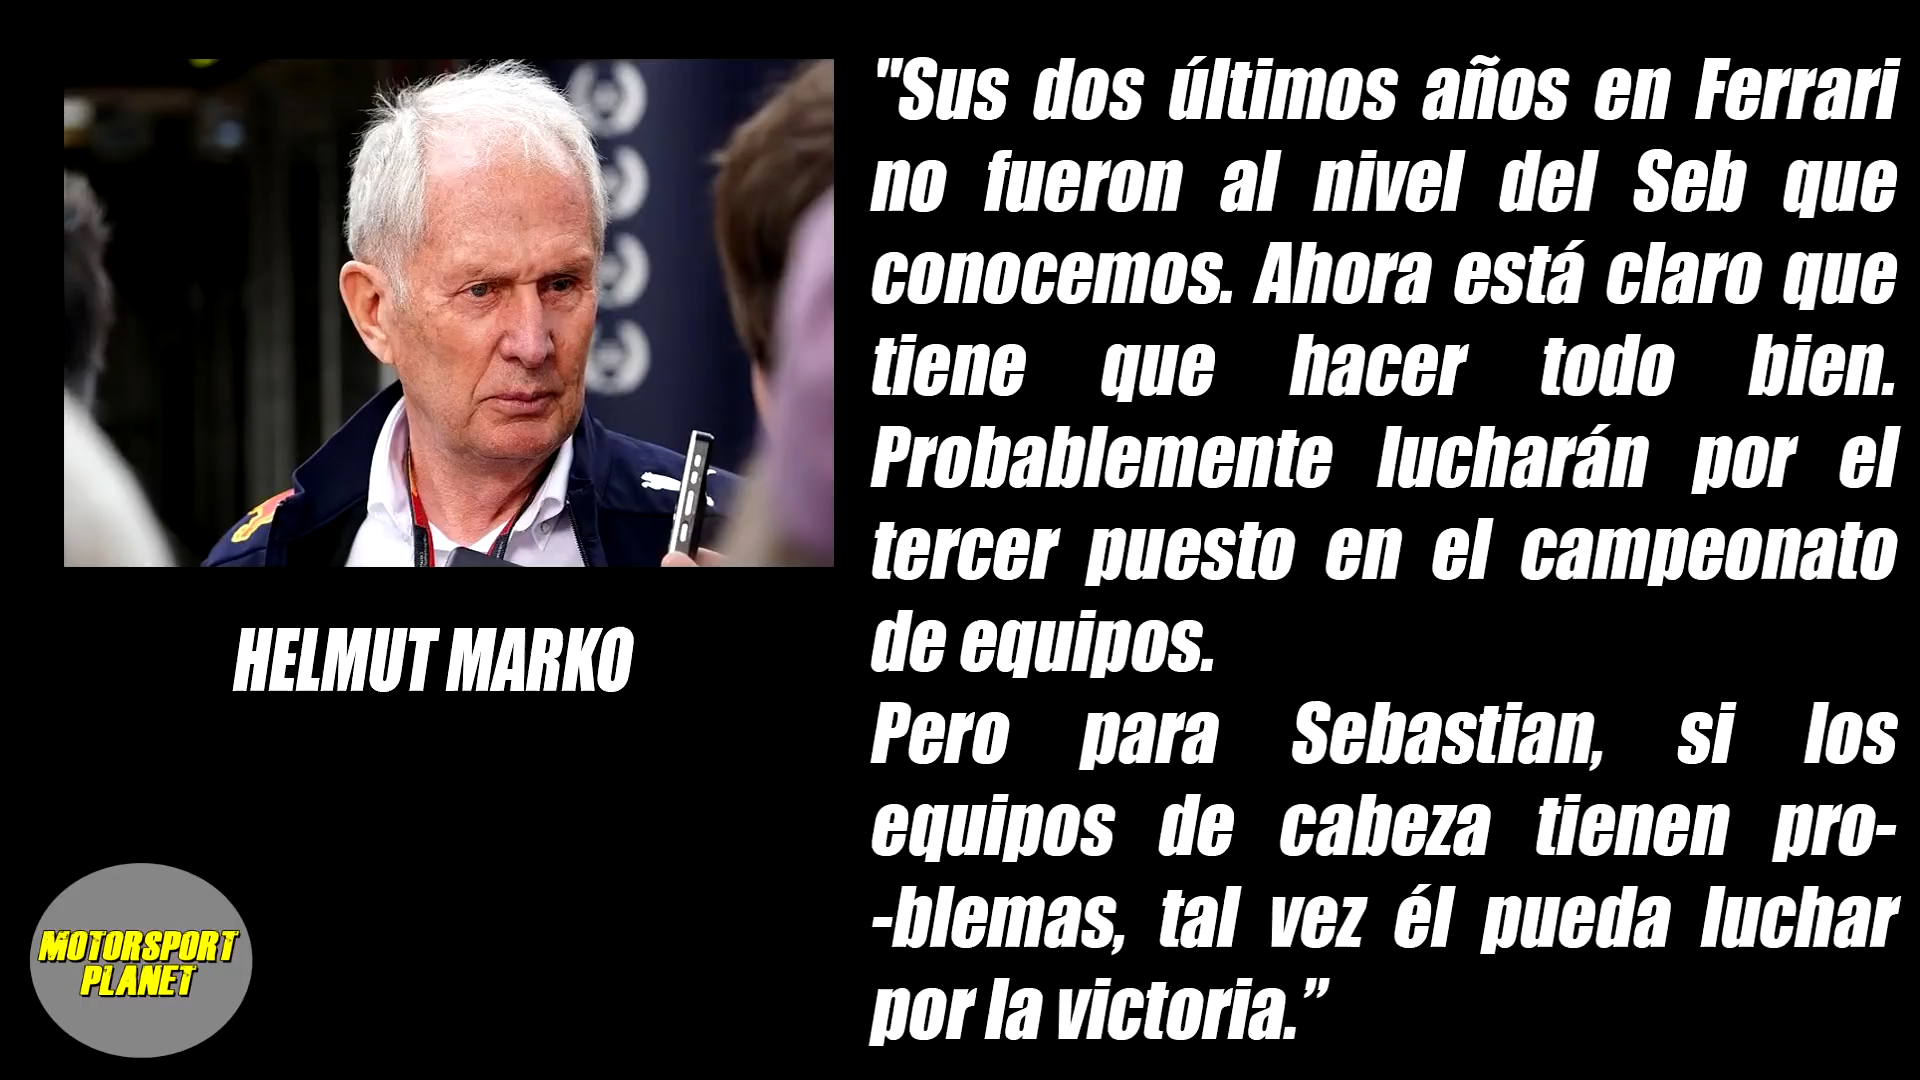 "Sus dos últimos años en Ferrari
no fueron al nivel del Seb que
conocemos. Ahora está claro que
tiene que hacer todo bien.
Probablemente lucharán por el
tercer puesto en el campeonato
de equipos.
Pero para Sebastian, si los
equipos de cabeza tienen pro-
-blemas, tal vez él pueda luchar
por la victoria.”
HELMUT MARKO
MOTORSPORT
PLANET